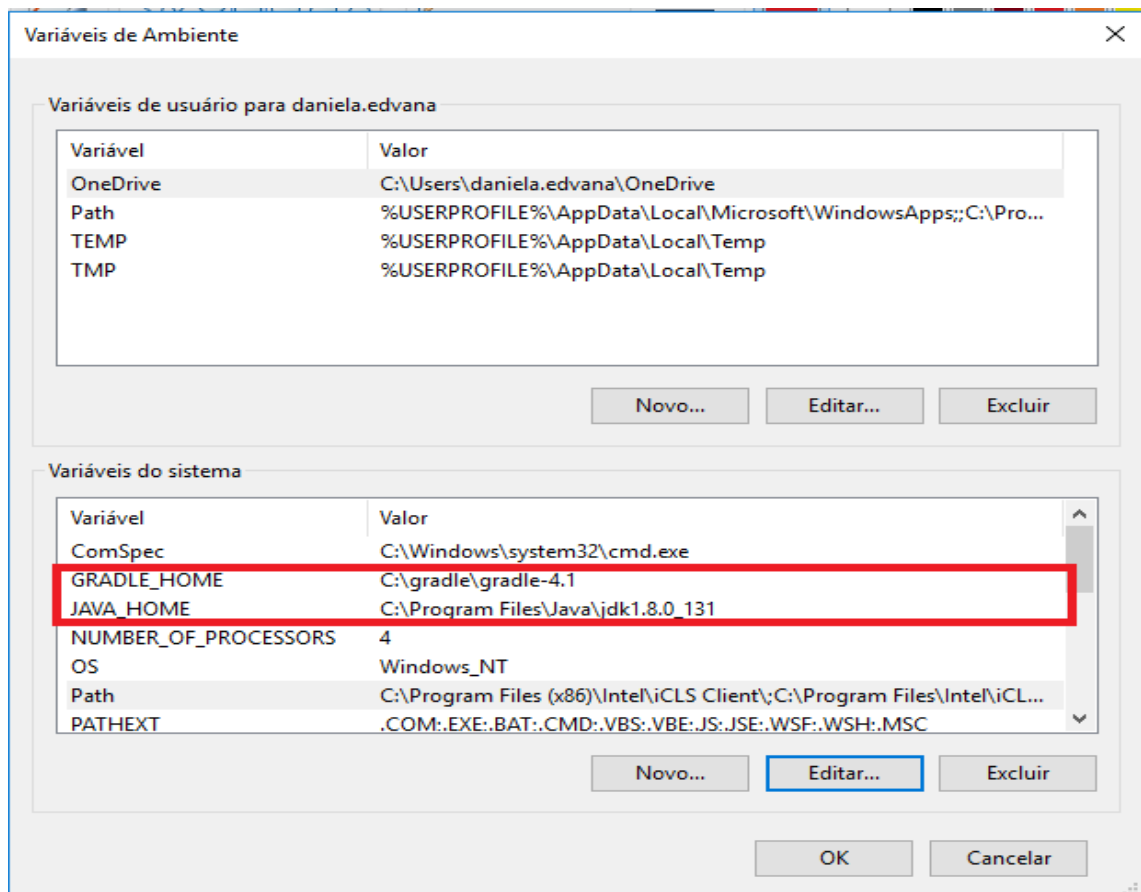 Variáveis de Ambiente
Variáveis de usuário para daniela.edvana
Variável Valor
OneDrive C:\Users\daniela.edvana\OneDrive
Path %USERPROFILE%\AppData\Local\Microsoft\WindowsApps;;C:\Pro...
TEMP %USERPROFILE%\AppData\Local\Temp
TMP %USERPROFILE%\AppData\Local\Temp
Novo... Editar... Excluir
Variáveis do sistema
Variável Valor
ComSpec C:\Windows\system32\cmd.exe
GRADLE_HOME C:\gradle\gradle-4.1
JAVA_HOME C:\Program Files\Java\jdk1.8.0_131
NUMBER_OF_PROCESSORS 4
OS Windows_NT
Path C:\Program Files (x86)\Intel\iCLS Client\;C:\Program Files\Intel\iCL...
PATHEXT .COM;.EXE;.BAT;.CMD;.VBS;.VBE;.JS;.JSE;.WSF;.WSH;.MSC
Novo... Editar... Excluir
OK Cancelar